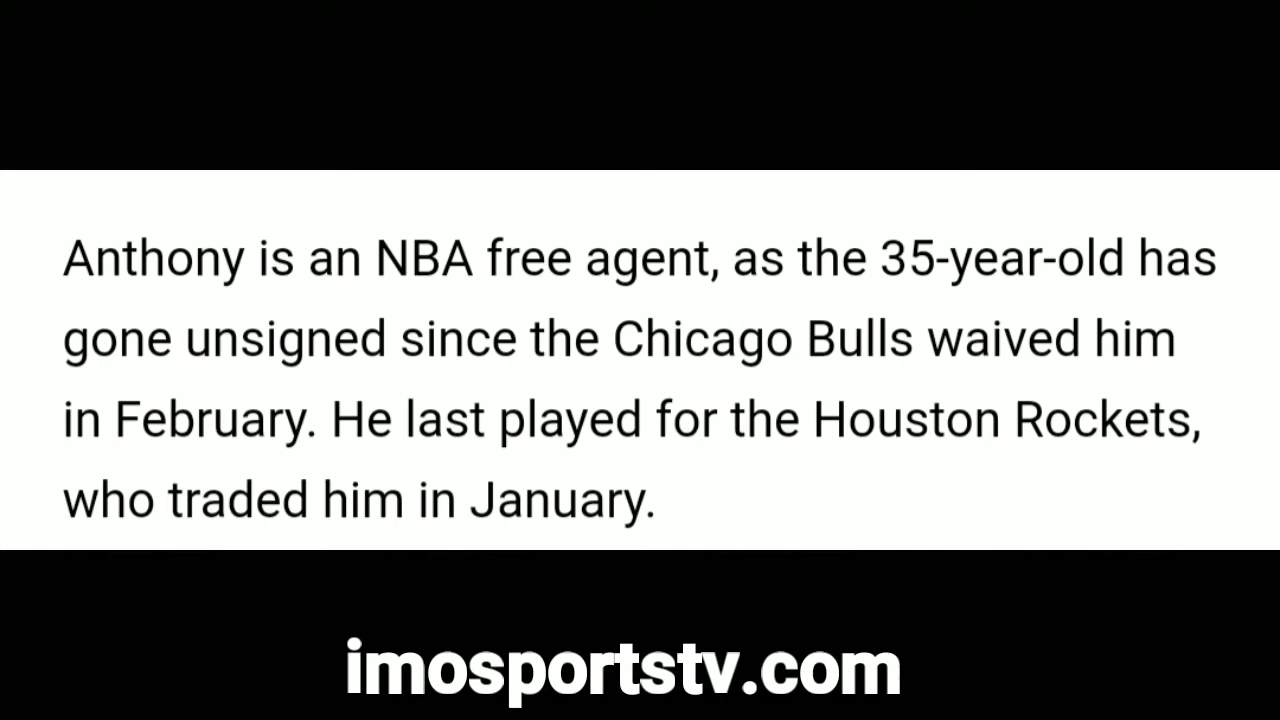 Anthony is an NBA free agent, as the 35-year-old has
gone unsigned since the Chicago Bulls waived him
in February. He last played for the Houston Rockets,
who traded him in January.
imosportstv.com